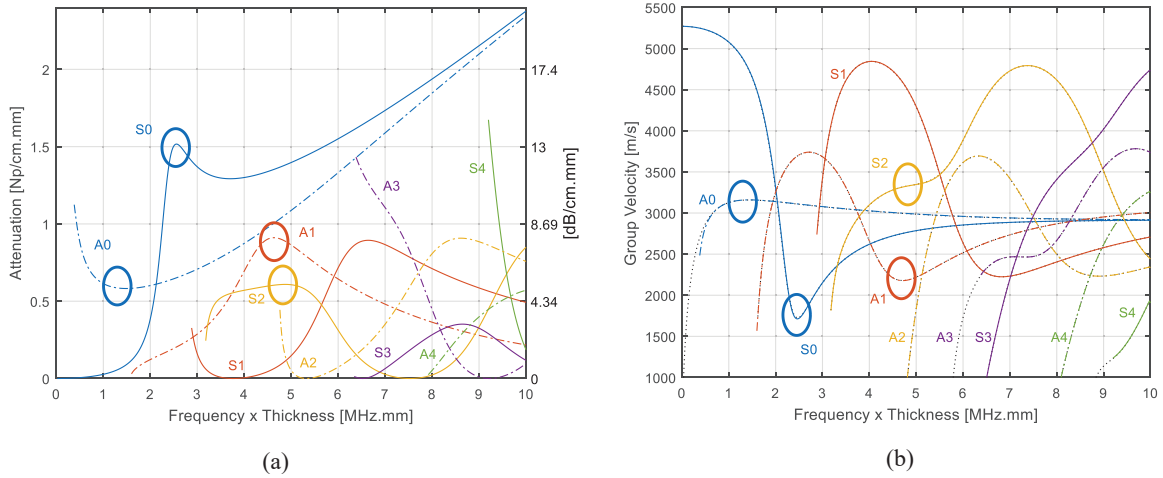 2
1.5
1
0.5
0
17.4
13
8.69
4.34
0
Attenuation [Np/cm.mm]
[dB/cm.mm]
S0
A0
A1
A3
S4
S2
S1
A2
S3
A4
0 1 2 3 4 5 6 7 8 9 10
Frequency x Thickness [MHz.mm]
(a)
5500
5000
4500
4000
3500
3000
2500
2000
1500
1000
Group Velocity [m/s]
S1
S2
A0
A1
S0
A2
A3
S3
A4
S4
0 1 2 3 4 5 6 7 8 9 10
Frequency x Thickness [MHz.mm]
(b)